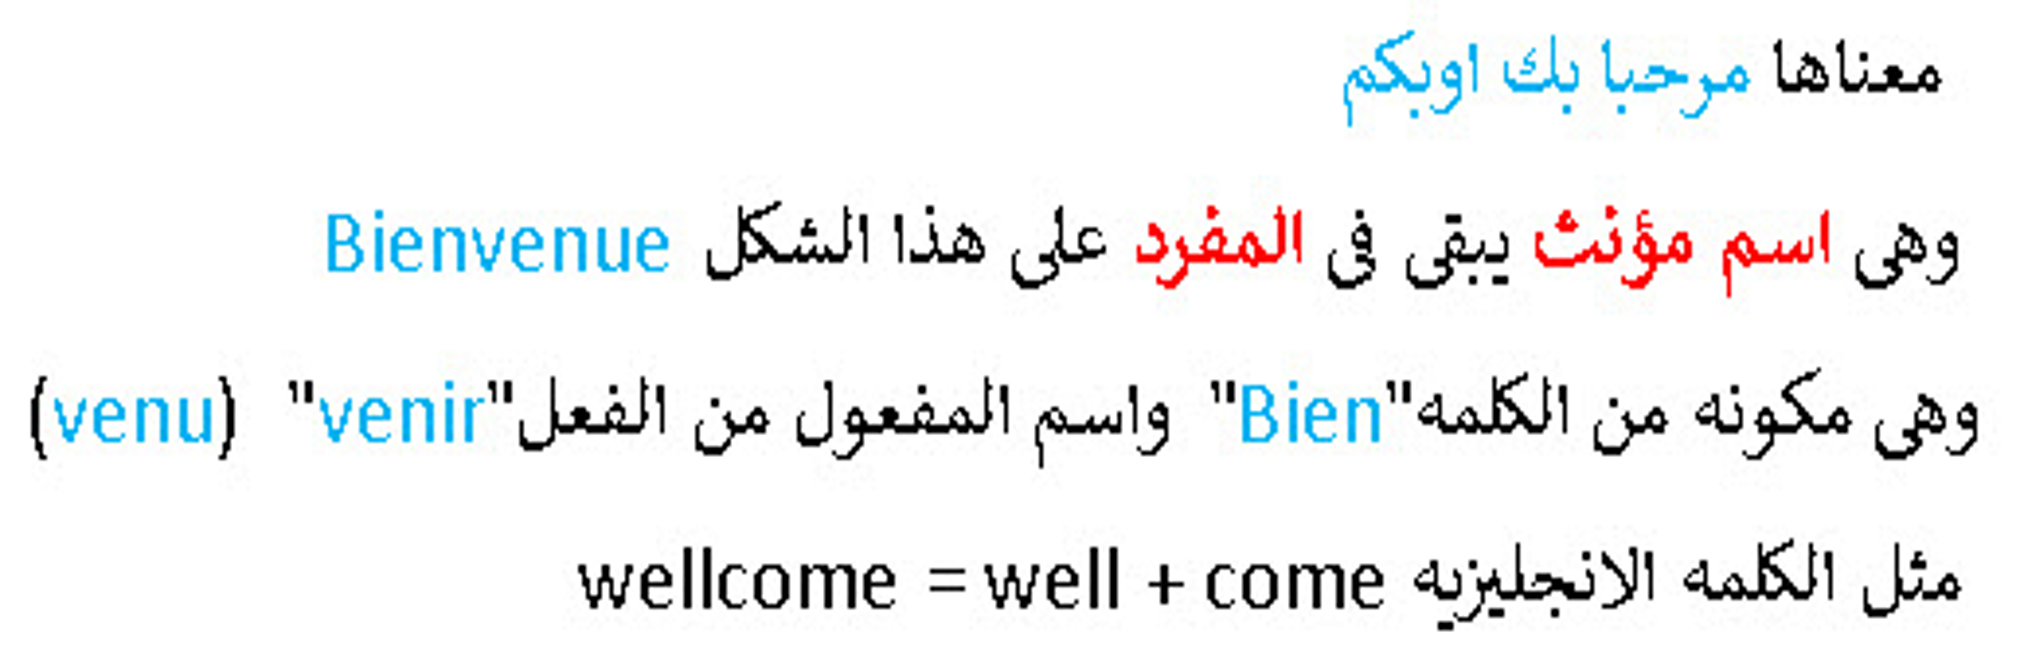 معناها مرحبا بك اوبكم
وهى اسم مؤنث يبقى فى المفرد على هذا الشكل Bienvenue
وهى مكونه من الكلمه"Bien" واسم المفعول من الفعل"venir" (venu)
مثل الكلمه الانجليزيه wellcome = well + come